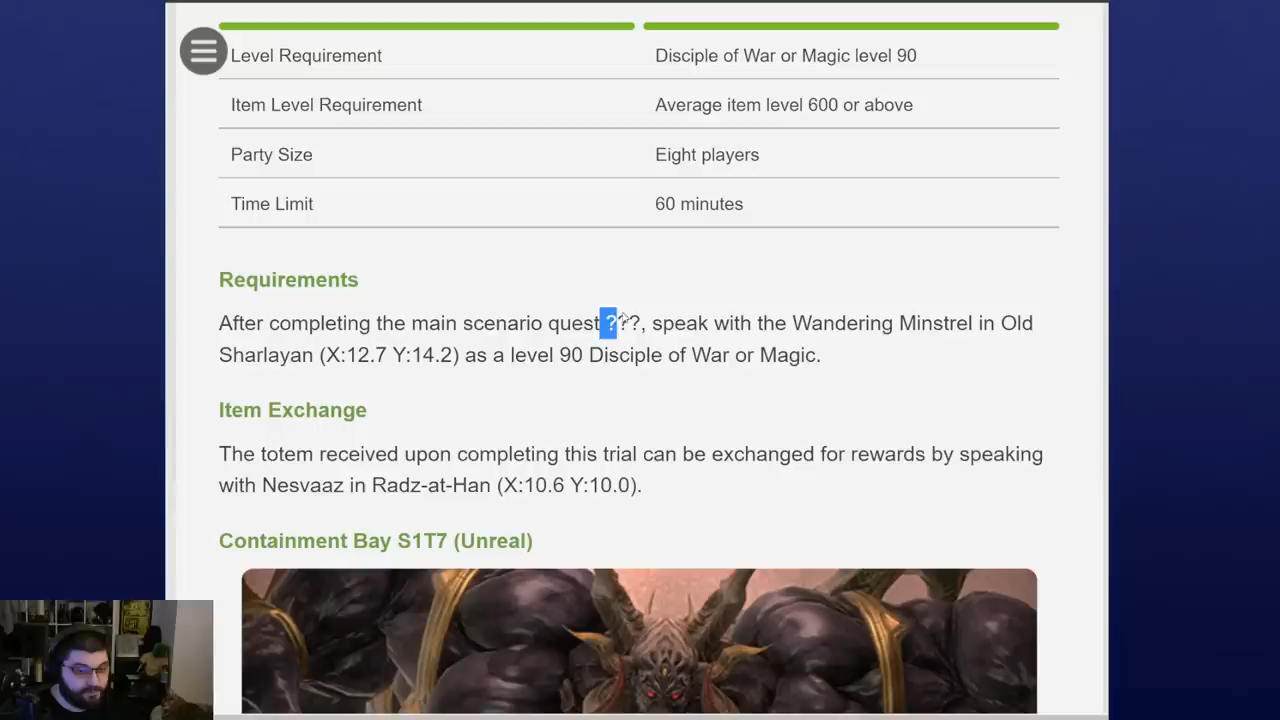 Level Requirement Disciple of War or Magic level 90
Item Level Requirement Average item level 600 or above
Party Size Eight players
Time Limit 60 minutes
Requirements
After completing the main scenario quest ???, speak with the Wandering Minstrel in Old
Sharlayan (X:12.7 Y:14.2) as a level 90 Disciple of War or Magic.
Item Exchange
The totem received upon completing this trial can be exchanged for rewards by speaking
with Nesvaaz in Radz-at-Han (X:10.6 Y:10.0).
Containment Bay S1T7 (Unreal)